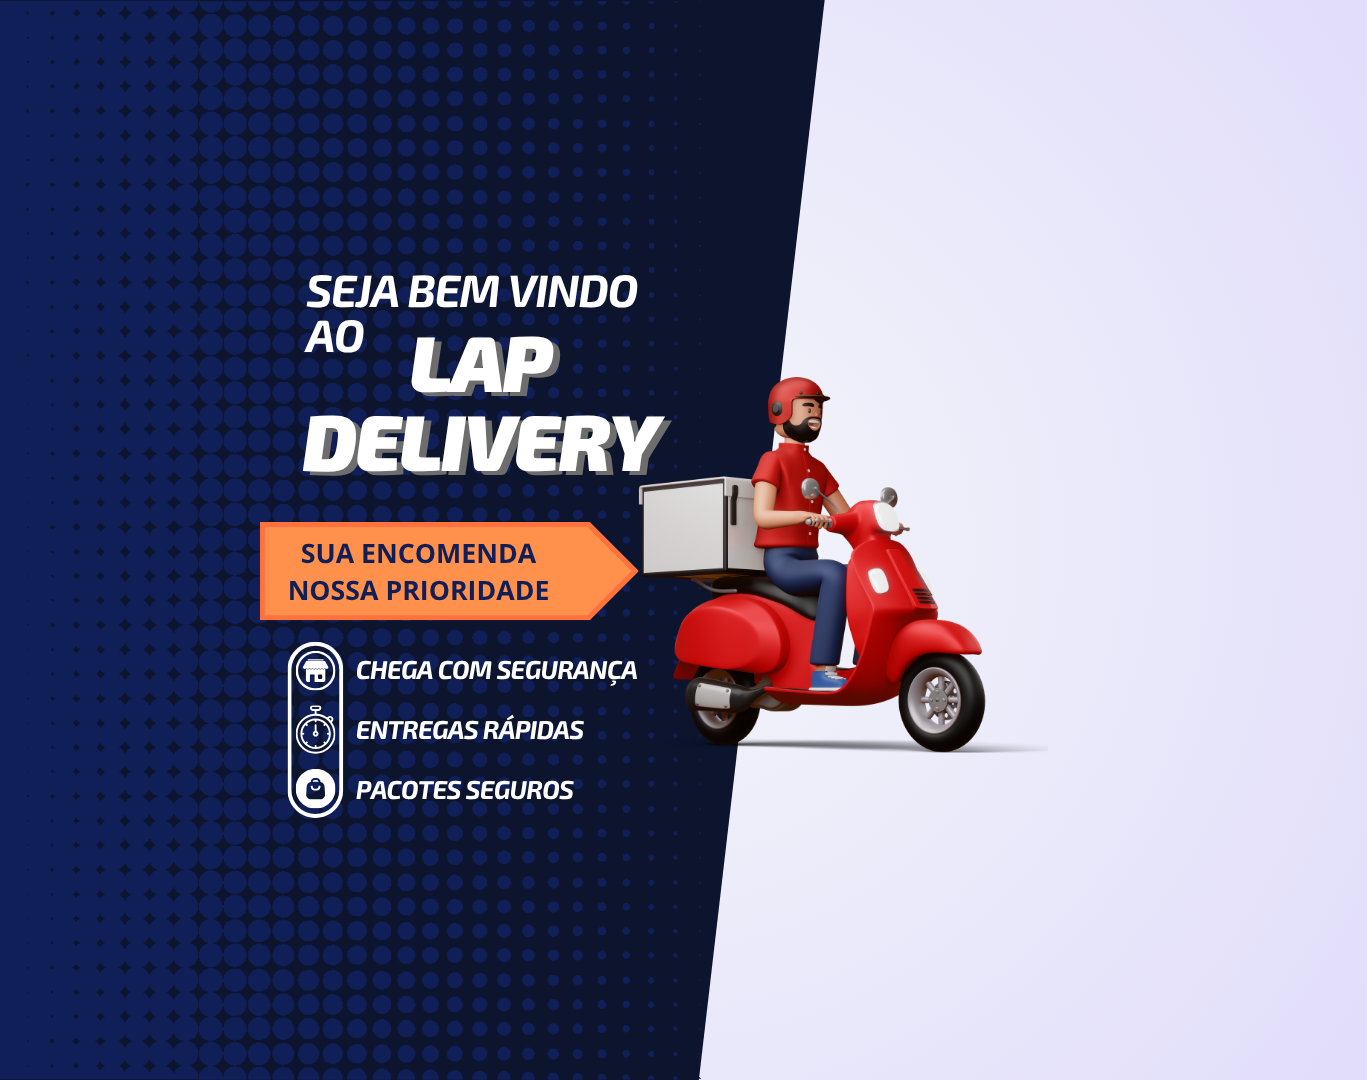 SEJA BEM VINDO
AO
LAP
DELIVERY
SUA ENCOMENDA
NOSSA PRIORIDADE
CHEGA COM SEGURANÇA
ENTREGAS RÁPIDAS
PACOTES SEGUROS